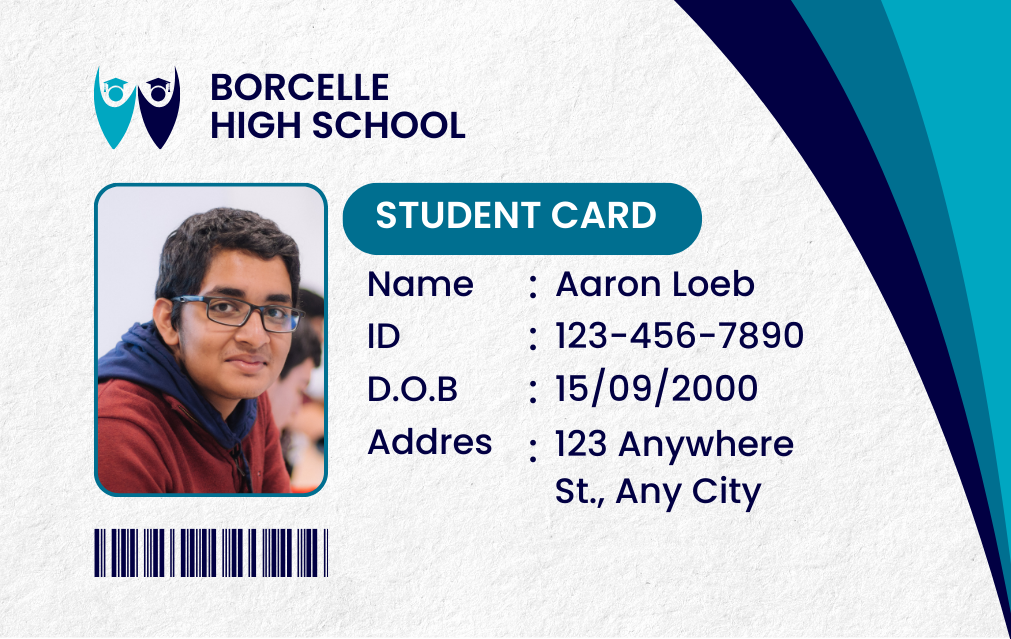 BORCELLE
HIGH SCHOOL
STUDENT CARD
Name : Aaron Loeb
ID : 123-456-7890
D.O.B : 15/09/2000
Addres : 123 Anywhere
St., Any City